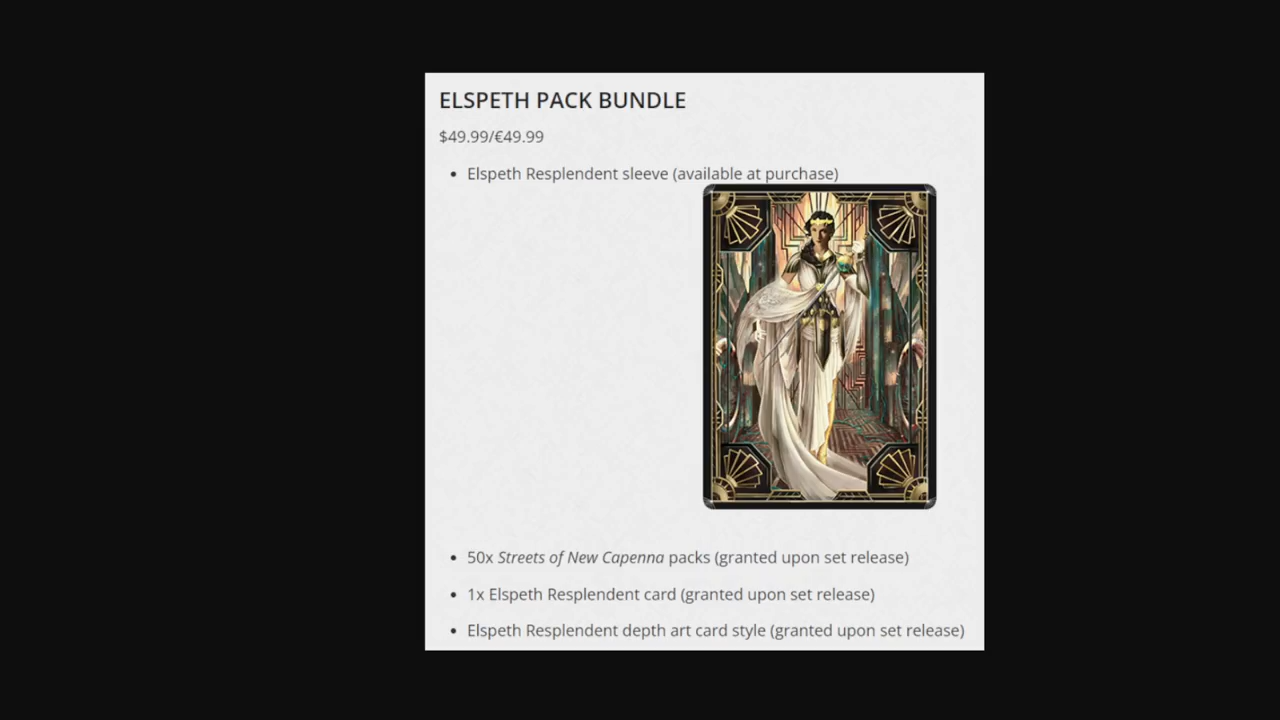 ELSPETH PACK BUNDLE
$49.99/€49.99
• Elspeth Resplendent sleeve (available at purchase)
• 50x Streets of New Capenna packs (granted upon set release)
• 1x Elspeth Resplendent card (granted upon set release)
• Elspeth Resplendent depth art card style (granted upon set release)